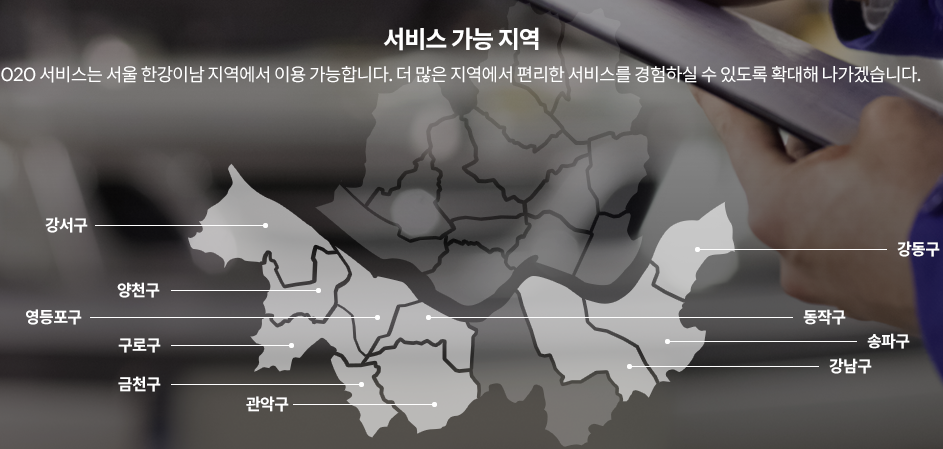 서비스 가능 지역
O2O 서비스는 서울 한강이남 지역에서 이용 가능합니다. 더 많은 지역에서 편리한 서비스를 경험하실 수 있도록 확대해 나가겠습니다.
강서구
강동구
양천구
영등포구
동작구
구로구
송파구
강남구
금천구
관악구